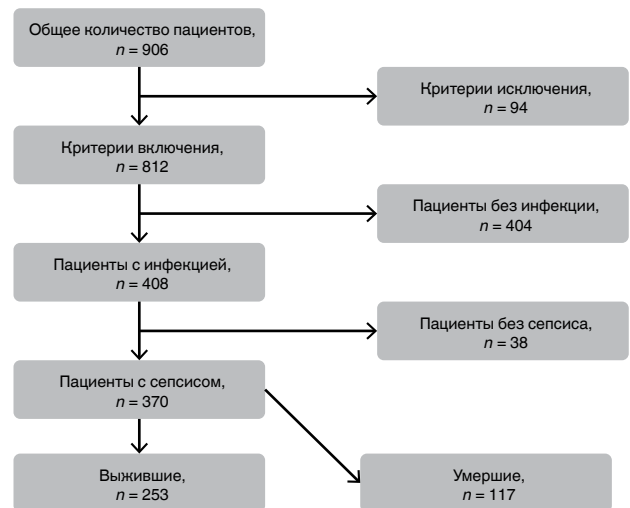 Общее количество пациентов,
n = 906
Критерии исключения,
n = 94
Критерии включения,
n = 812
Пациенты без инфекции,
n = 404
Пациенты с инфекцией,
n = 408
Пациенты без сепсиса,
n = 38
Пациенты с сепсисом,
n = 370
Выжившие,
n = 253
Умершие,
n = 117